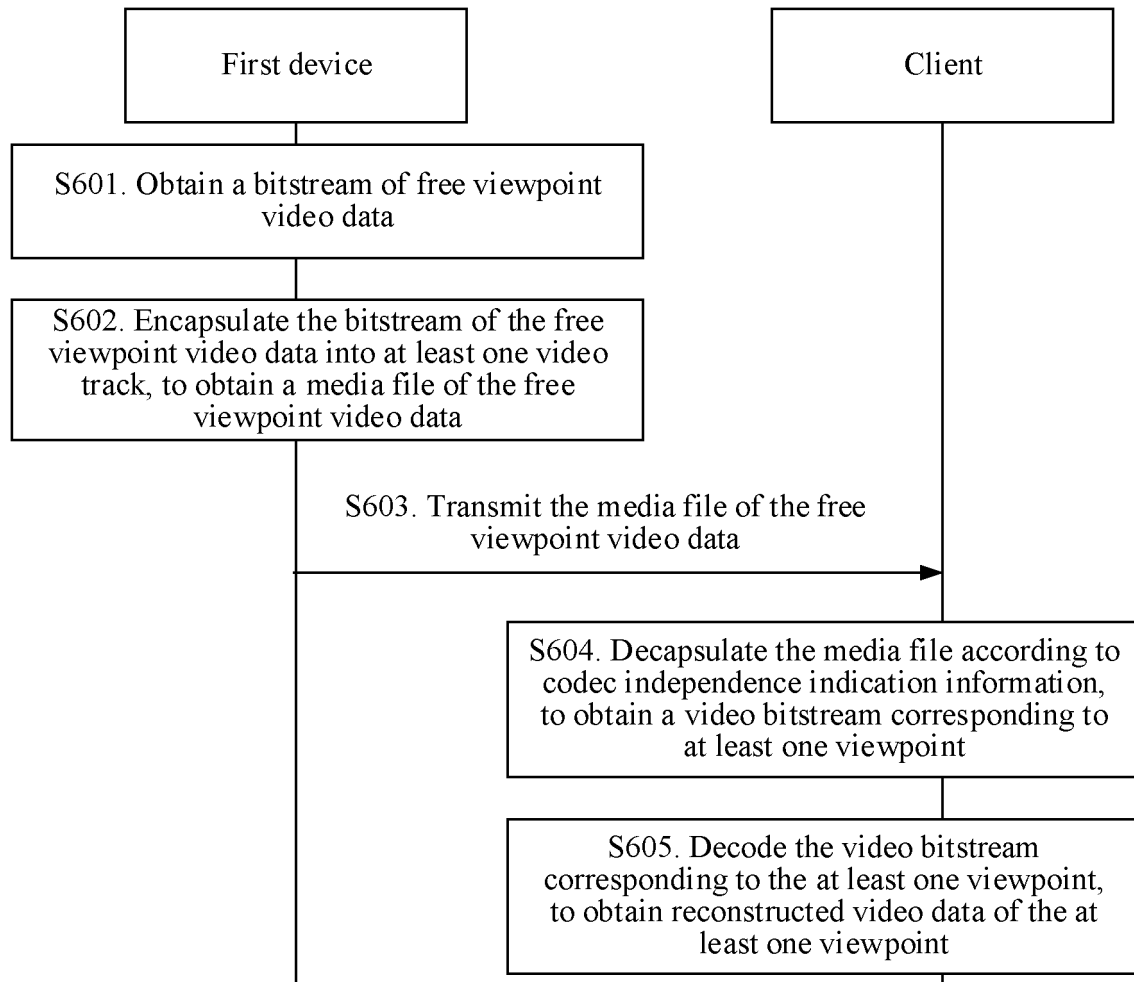 First device
Client
S601. Obtain a bitstream of free viewpoint
video data
S602. Encapsulate the bitstream of the free
viewpoint video data into at least one video
track, to obtain a media file of the free
viewpoint video data
S603. Transmit the media file of the free
viewpoint video data
S604. Decapsulate the media file according to
codec independence indication information,
to obtain a video bitstream corresponding to
at least one viewpoint
S605. Decode the video bitstream
corresponding to the at least one viewpoint,
to obtain reconstructed video data of the at
least one viewpoint